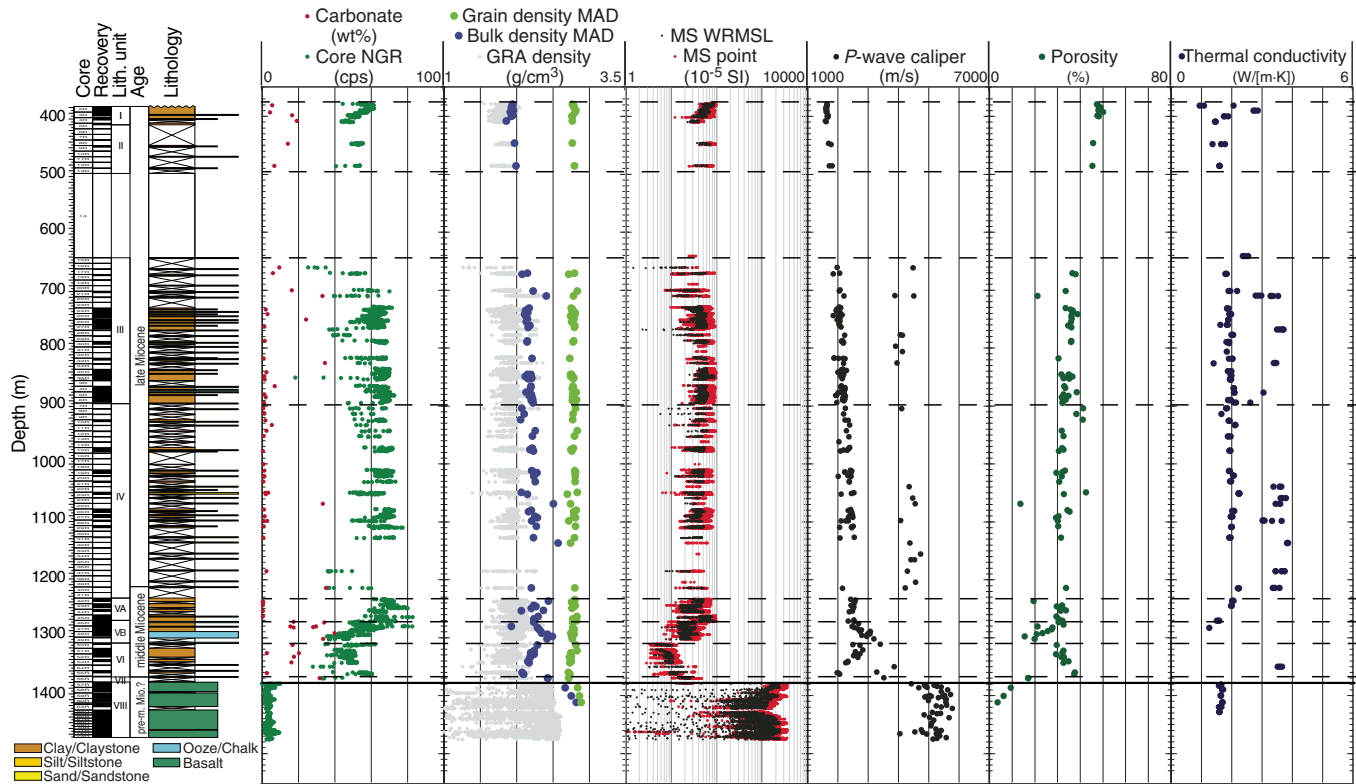 Core
Recovery
Lith. unit
Age
Lithology
Carbonate
(wt%)
Core NGR
0 (cps) 100
Grain density MAD
Bulk density MAD
GRA density
1 (g/cm3) 3.5
MS WRMSL
MS point
1 (10-5 SI) 10000
P-wave caliper
1000 (m/s) 7000
Porosity
0 (%) 80
Thermal conductivity
0 (W/[m·K]) 6
Depth (m)
400
500
600
700
800
900
1000
1100
1200
1300
1400
I
II
III
IV
VA
VB
VI
VII
VIII
late Miocene
middle Miocene
pre-m. Mio.?
Clay/Claystone
Silt/Siltstone
Sand/Sandstone
Ooze/Chalk
Basalt